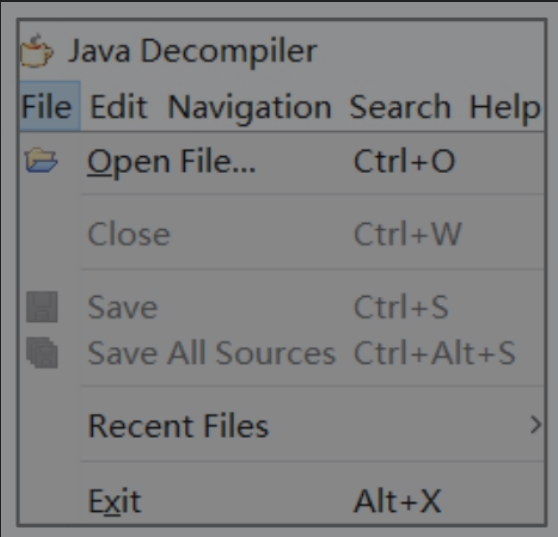 Java Decompiler
File Edit Navigation Search Help
Open File... Ctrl+O
Close Ctrl+W
Save Ctrl+S
Save All Sources Ctrl+Alt+S
Recent Files >
Exit Alt+X